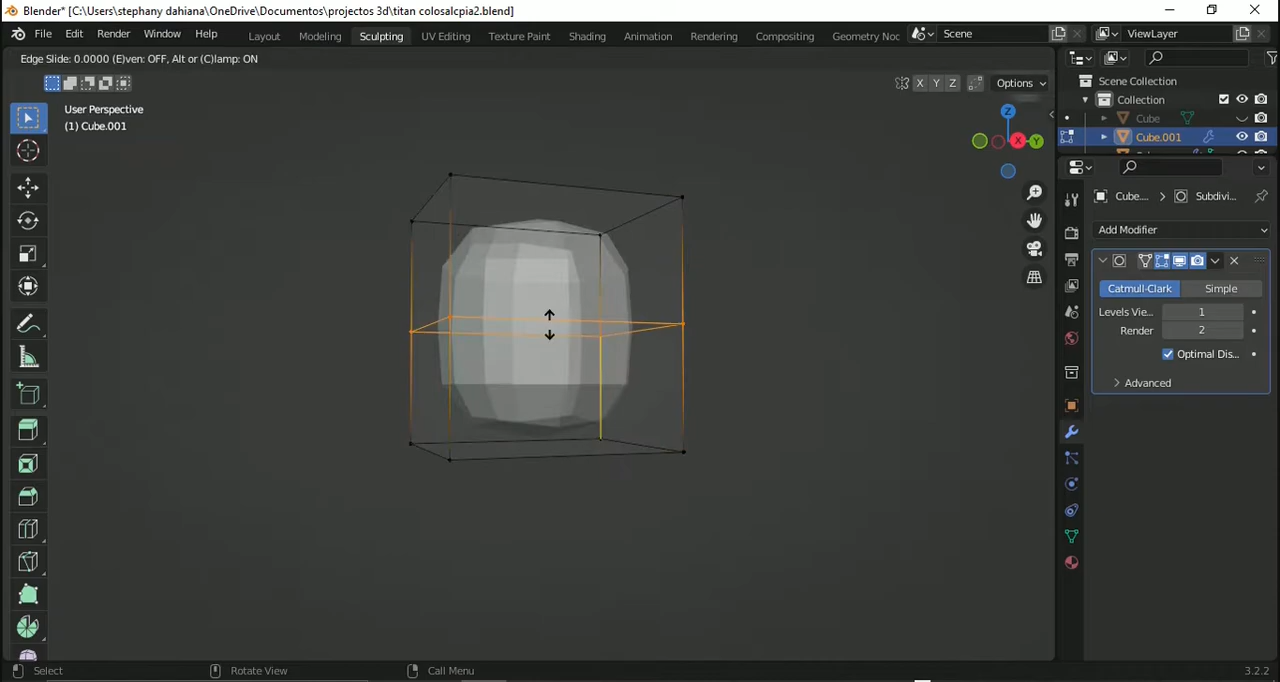 Blender* [C:\Users\stephany dahiana\OneDrive\Documentos\projectos 3d\titan colosalcpia2.blend]
File Edit Render Window Help Layout Modeling Sculpting UV Editing Texture Paint Shading Animation Rendering Compositing Geometry Noc Scene ViewLayer
Edge Slide: 0.0000 (E)ven: OFF, Alt or (C)lamp: ON
X Y Z Options
User Perspective
(1) Cube.001
Z
X Y
Scene Collection
Collection
Cube
Cube.001
Cube.... Subdivi...
Add Modifier
Catmull-Clark Simple
Levels Vie... 1
Render 2
Optimal Dis...
Advanced
Select Rotate View Call Menu 3.2.2